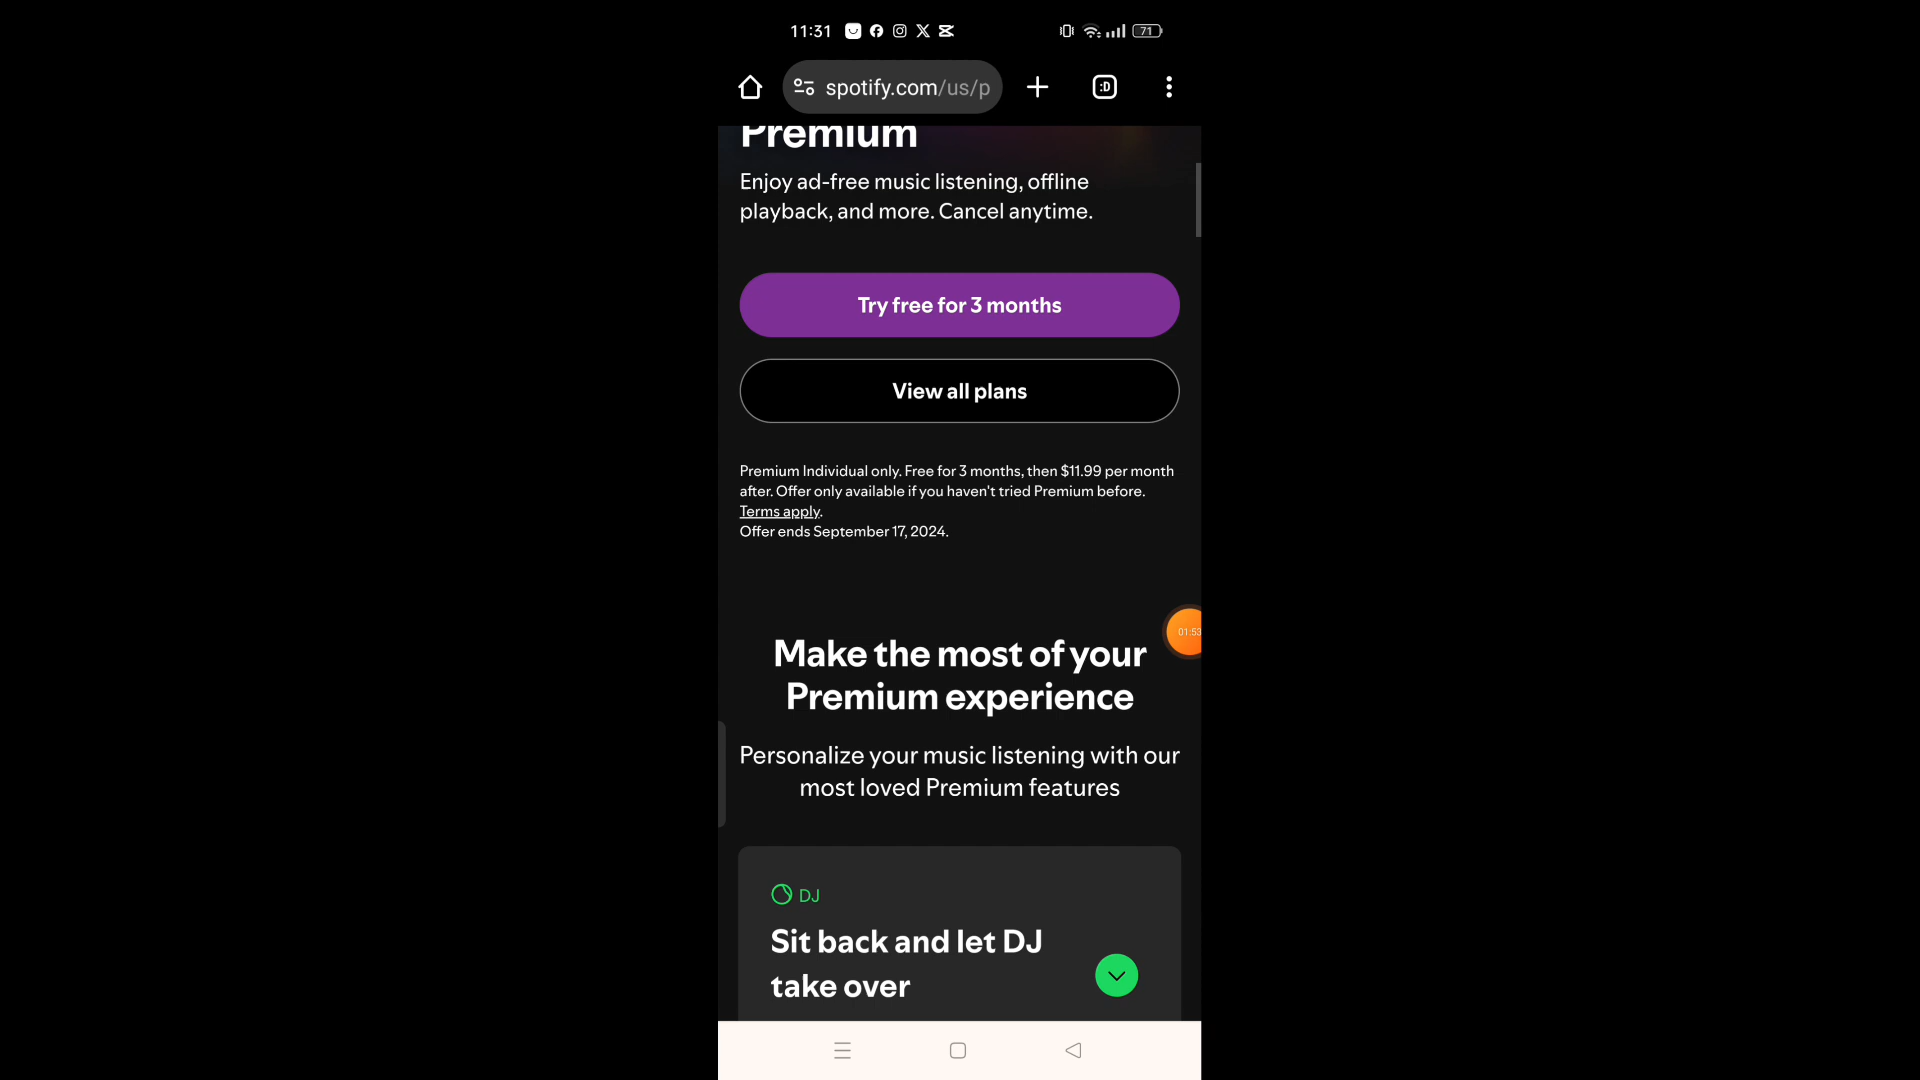 11:31
71
spotify.com/us/p
:D
Premium
Enjoy ad-free music listening, offline
playback, and more. Cancel anytime.
Try free for 3 months
View all plans
Premium Individual only. Free for 3 months, then $11.99 per month
after. Offer only available if you haven't tried Premium before.
Terms apply.
Offer ends September 17, 2024.
01:53
Make the most of your
Premium experience
Personalize your music listening with our
most loved Premium features
DJ
Sit back and let DJ
take over